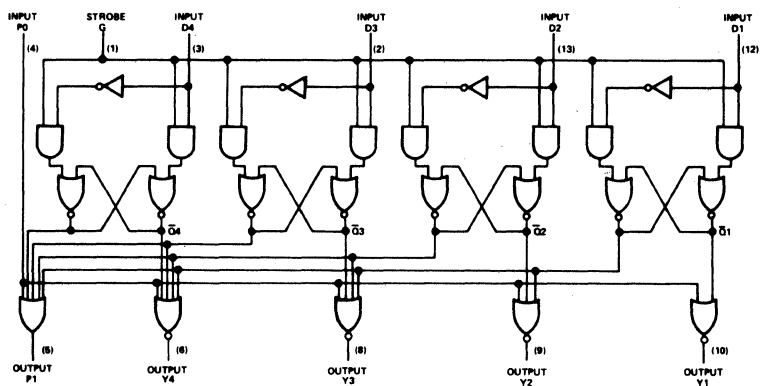 INPUT P0
STROBE G
INPUT D4
INPUT D3
INPUT D2
INPUT D1
(4)
(1)
(3)
(2)
(13)
(12)
Q̅4
Q̅3
Q̅2
Q̅1
(5)
(6)
(8)
(9)
(10)
OUTPUT P1
OUTPUT Y4
OUTPUT Y3
OUTPUT Y2
OUTPUT Y1